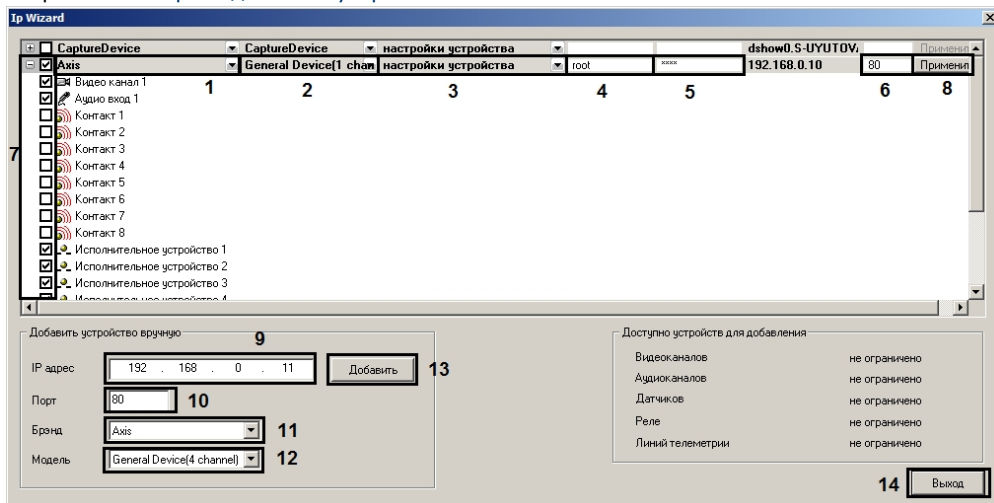 Ip Wizard
CaptureDevice CaptureDevice настройки устройства dshow0.S-UYUTOV
Axis General Device(1 chan настройки устройства root **** 192.168.0.10 80 Примени
1 2 3 4 5 6 8
Видео канал 1
Аудио вход 1
Контакт 1
Контакт 2
Контакт 3
7
Контакт 4
Контакт 5
Контакт 6
Контакт 7
Контакт 8
Исполнительное устройство 1
Исполнительное устройство 2
Исполнительное устройство 3
Исполнительное устройство 4
Добавить устройство вручную
9
IP адрес 192 . 168 . 0 . 11 Добавить 13
Порт 80 10
Брэнд Axis 11
Модель General Device(4 channel) 12
Доступно устройств для добавления
Видеоканалов не ограничено
Аудиоканалов не ограничено
Датчиков не ограничено
Реле не ограничено
Линий телеметрии не ограничено
14 Выход